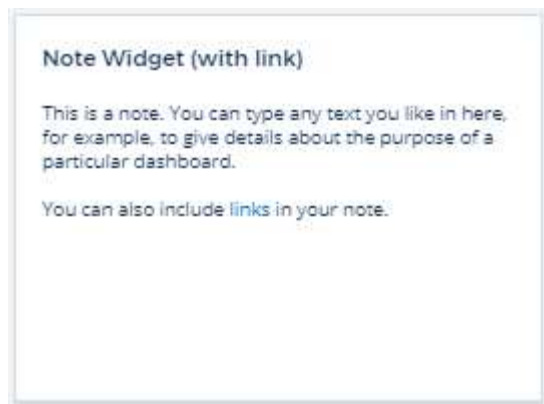 Note Widget (with link)
This is a note. You can type any text you like in here,
for example, to give details about the purpose of a
particular dashboard.
You can also include links in your note.